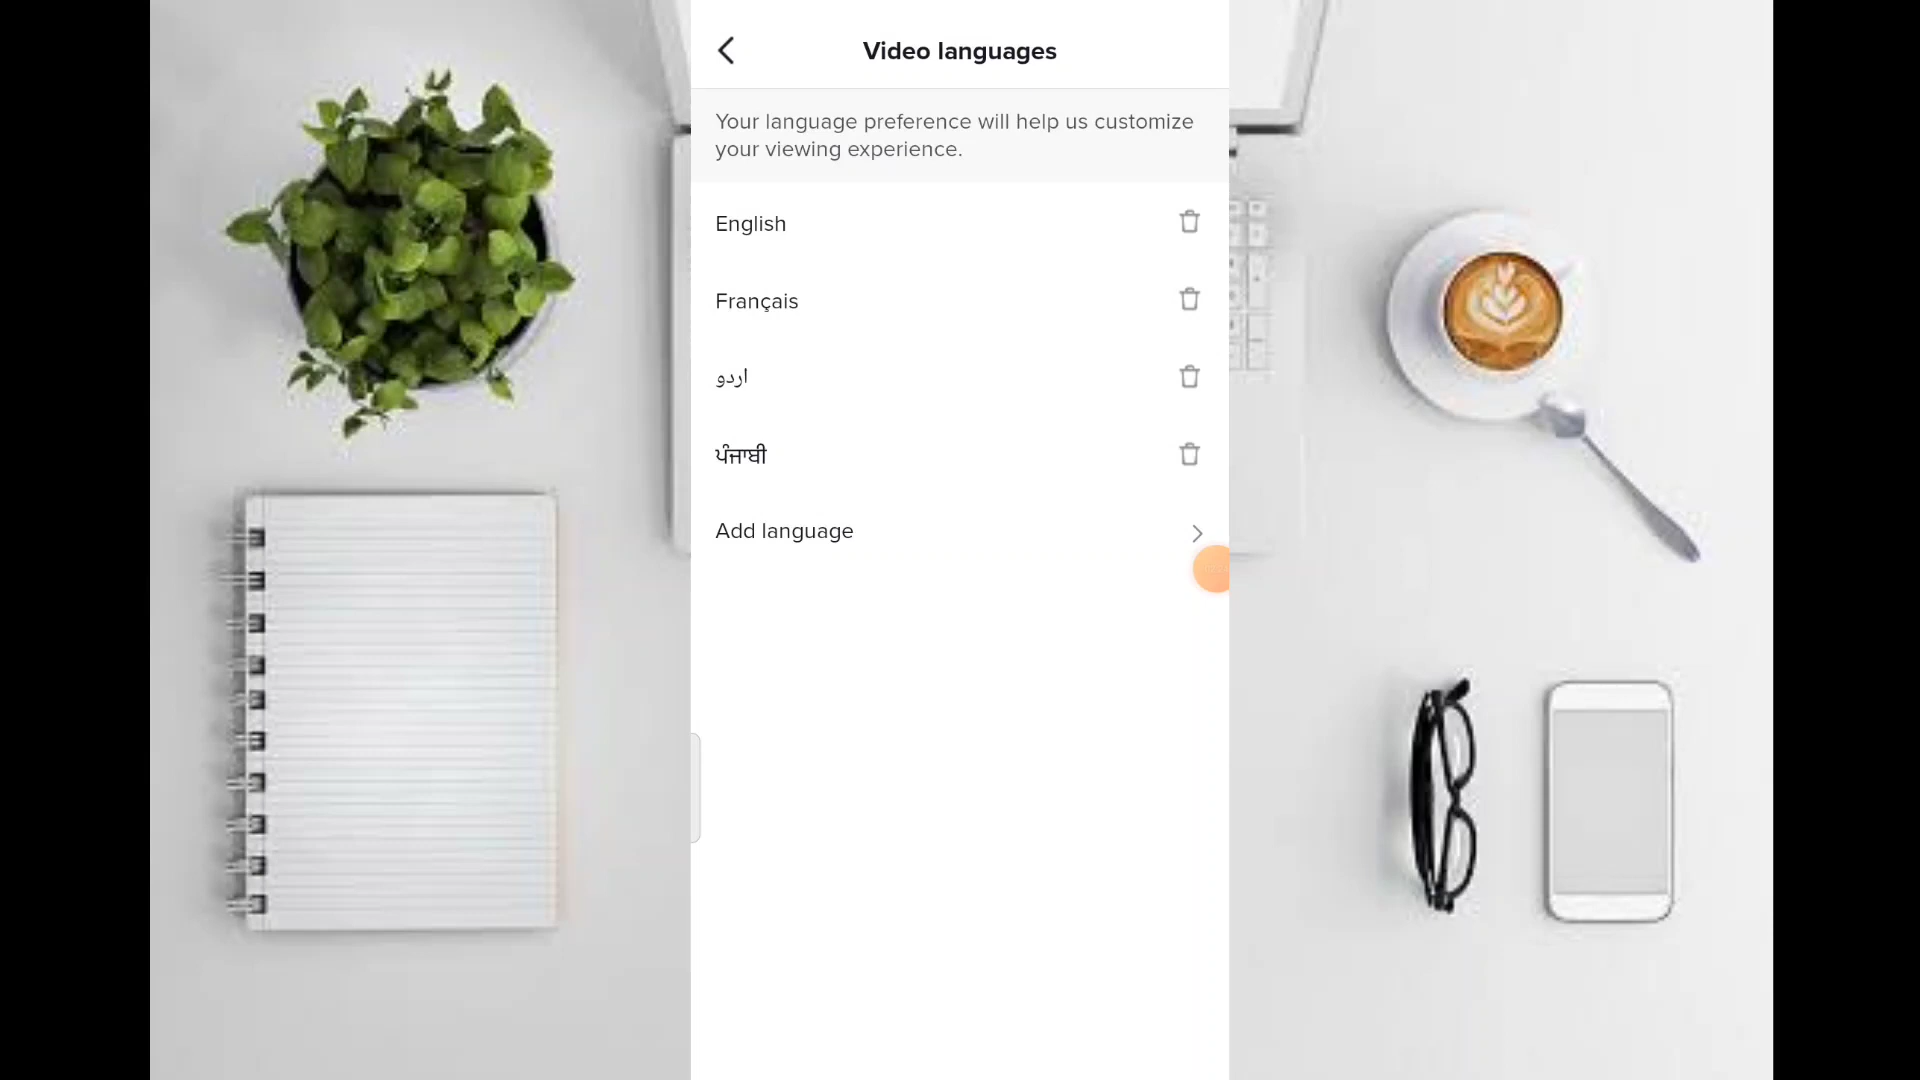 Video languages
Your language preference will help us customize
your viewing experience.
English
Français
اردو
ਪੰਜਾਬੀ
Add language